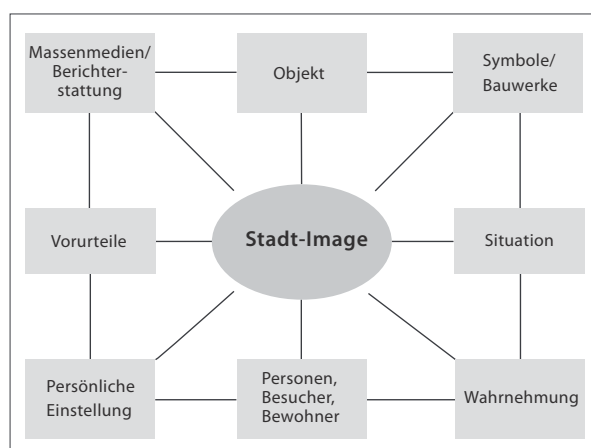 Massenmedien/
Berichter-
stattung
Objekt
Symbole/
Bauwerke
Vorurteile
Stadt-Image
Situation
Persönliche
Einstellung
Personen,
Besucher,
Bewohner
Wahrnehmung